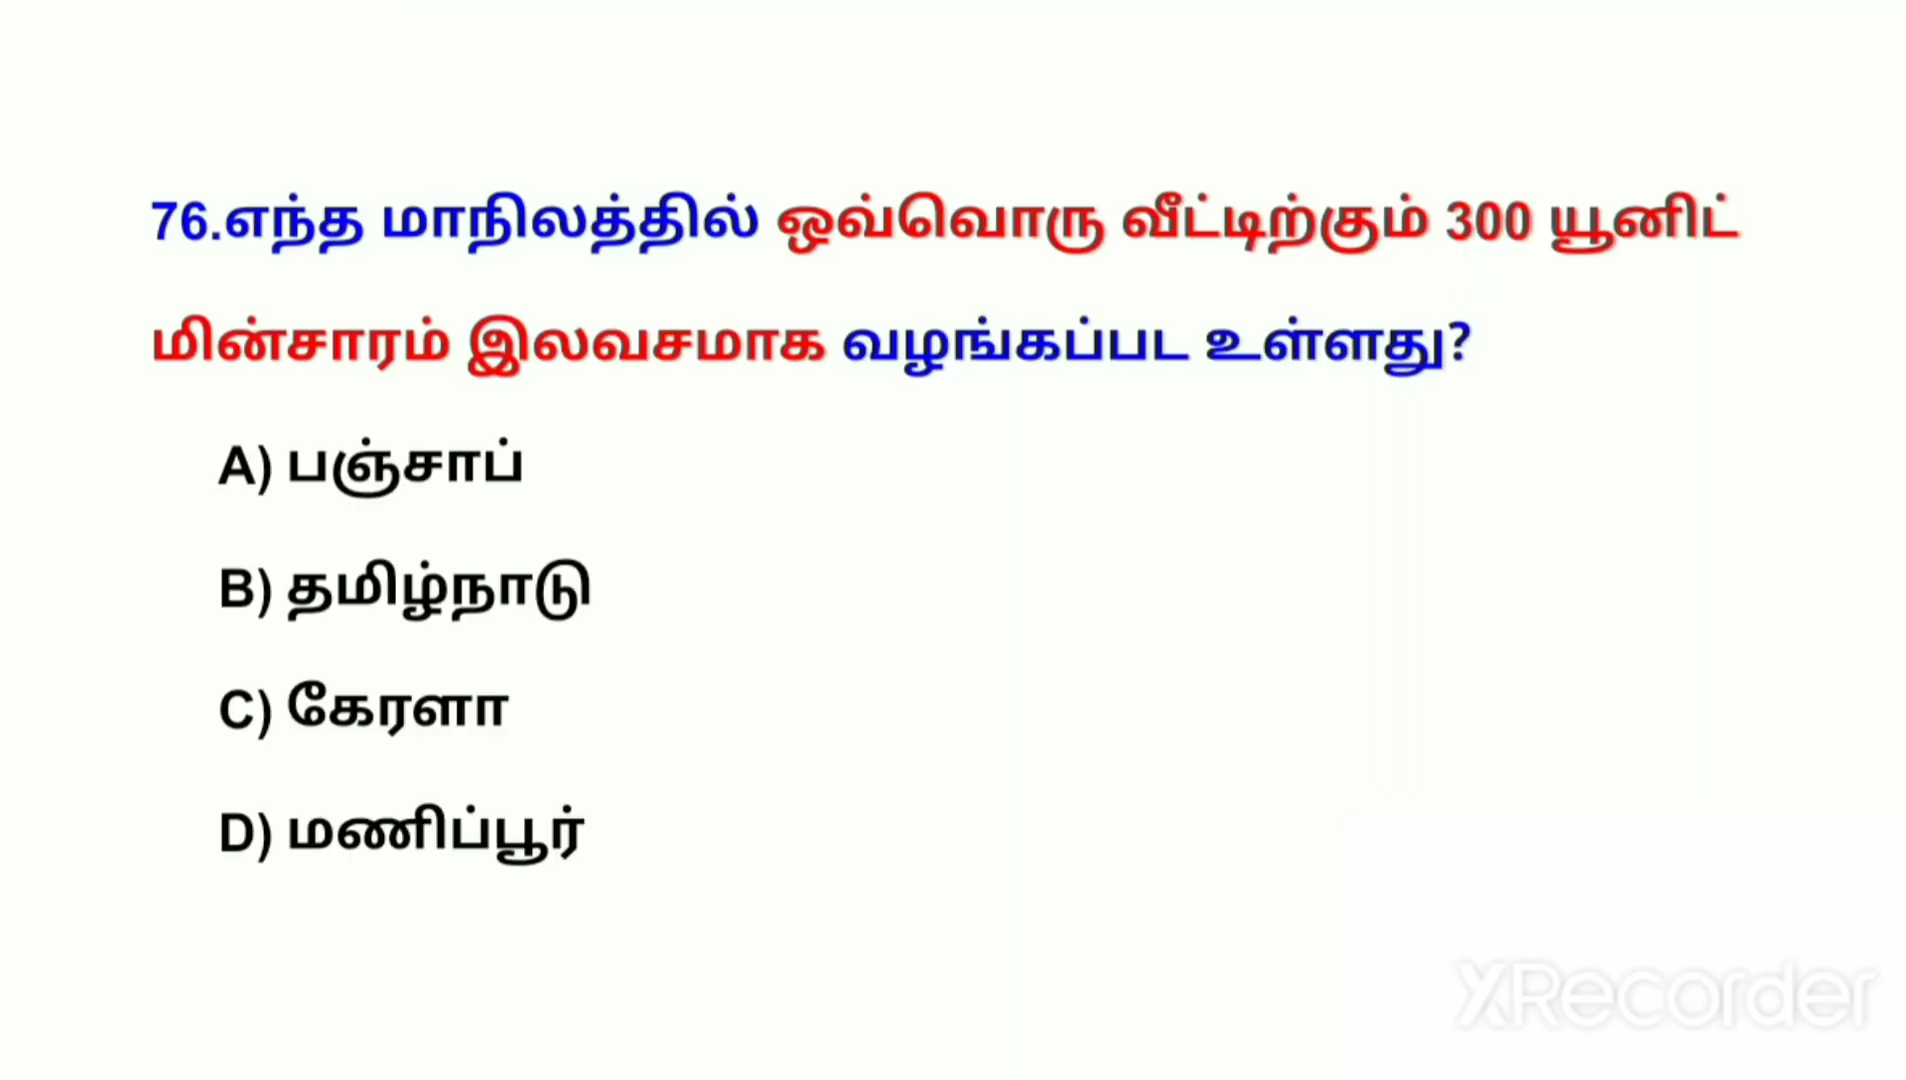 76.எந்த மாநிலத்தில் ஒவ்வொரு வீட்டிற்கும் 300 யூனிட்
மின்சாரம் இலவசமாக வழங்கப்பட உள்ளது?
A) பஞ்சாப்
B) தமிழ்நாடு
C) கேரளா
D) மணிப்பூர்
XRecorder